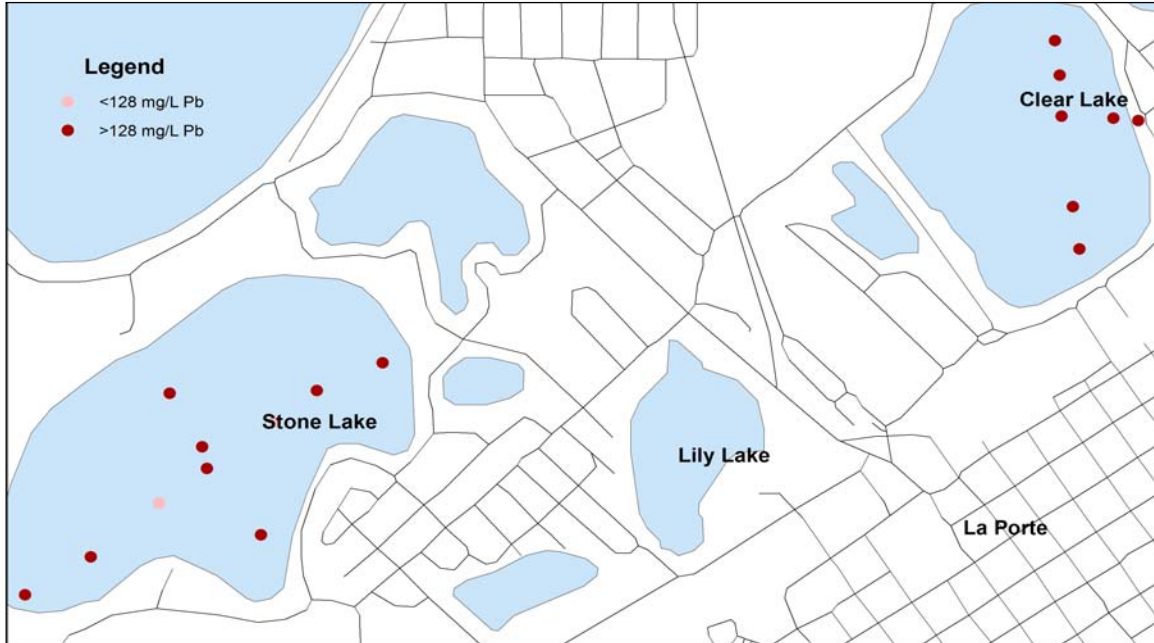 Legend
<128 mg/L Pb
>128 mg/L Pb
Clear Lake
Stone Lake
Lily Lake
La Porte